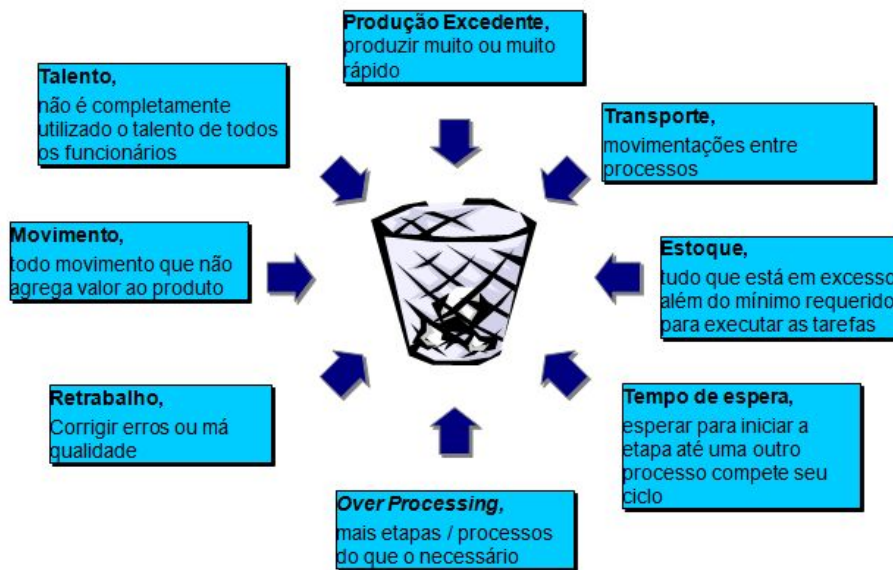 Produção Excedente,
produzir muito ou muito
rápido
Talento,
não é completamente
utilizado o talento de todos
os funcionários
Transporte,
movimentações entre
processos
Movimento,
todo movimento que não
agrega valor ao produto
Estoque,
tudo que está em excesso
além do mínimo requerido
para executar as tarefas
Retrabalho,
Corrigir erros ou má
qualidade
Tempo de espera,
esperar para iniciar a
etapa até uma outro
processo compete seu
ciclo
Over Processing,
mais etapas / processos
do que o necessário